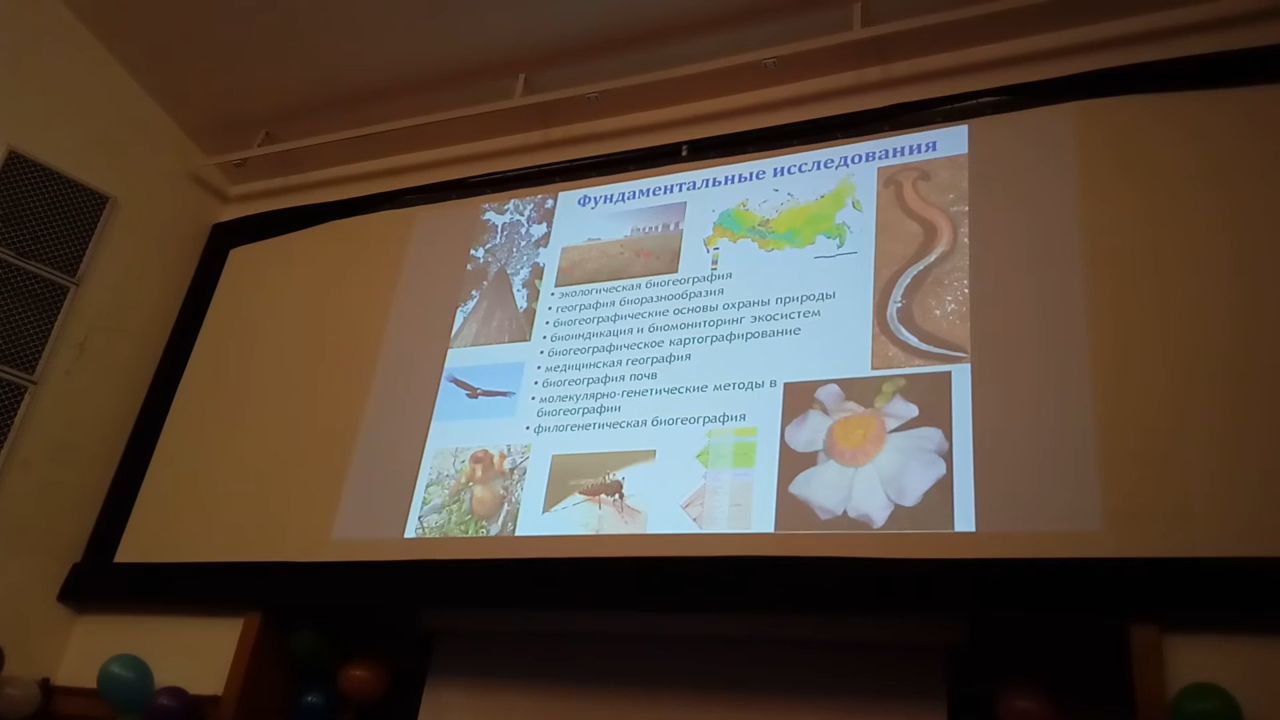 Фундаментальные исследования
• экологическая биогеография
• география биоразнообразия
• биогеографические основы охраны природы
• биоиндикация и биомониторинг экосистем
• биогеографическое картографирование
• медицинская география
• биогеография почв
• молекулярно-генетические методы в
биогеографии
• филогенетическая биогеография